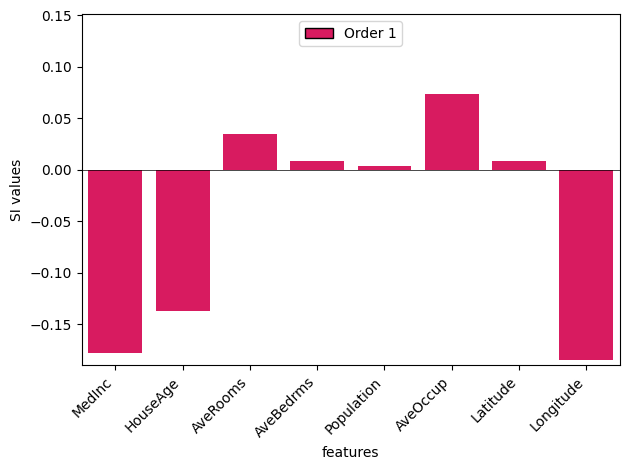 Order 1
SI values
0.15
0.10
0.05
0.00
−0.05
−0.10
−0.15
MedInc
HouseAge
AveRooms
AveBedrms
Population
AveOccup
Latitude
Longitude
features